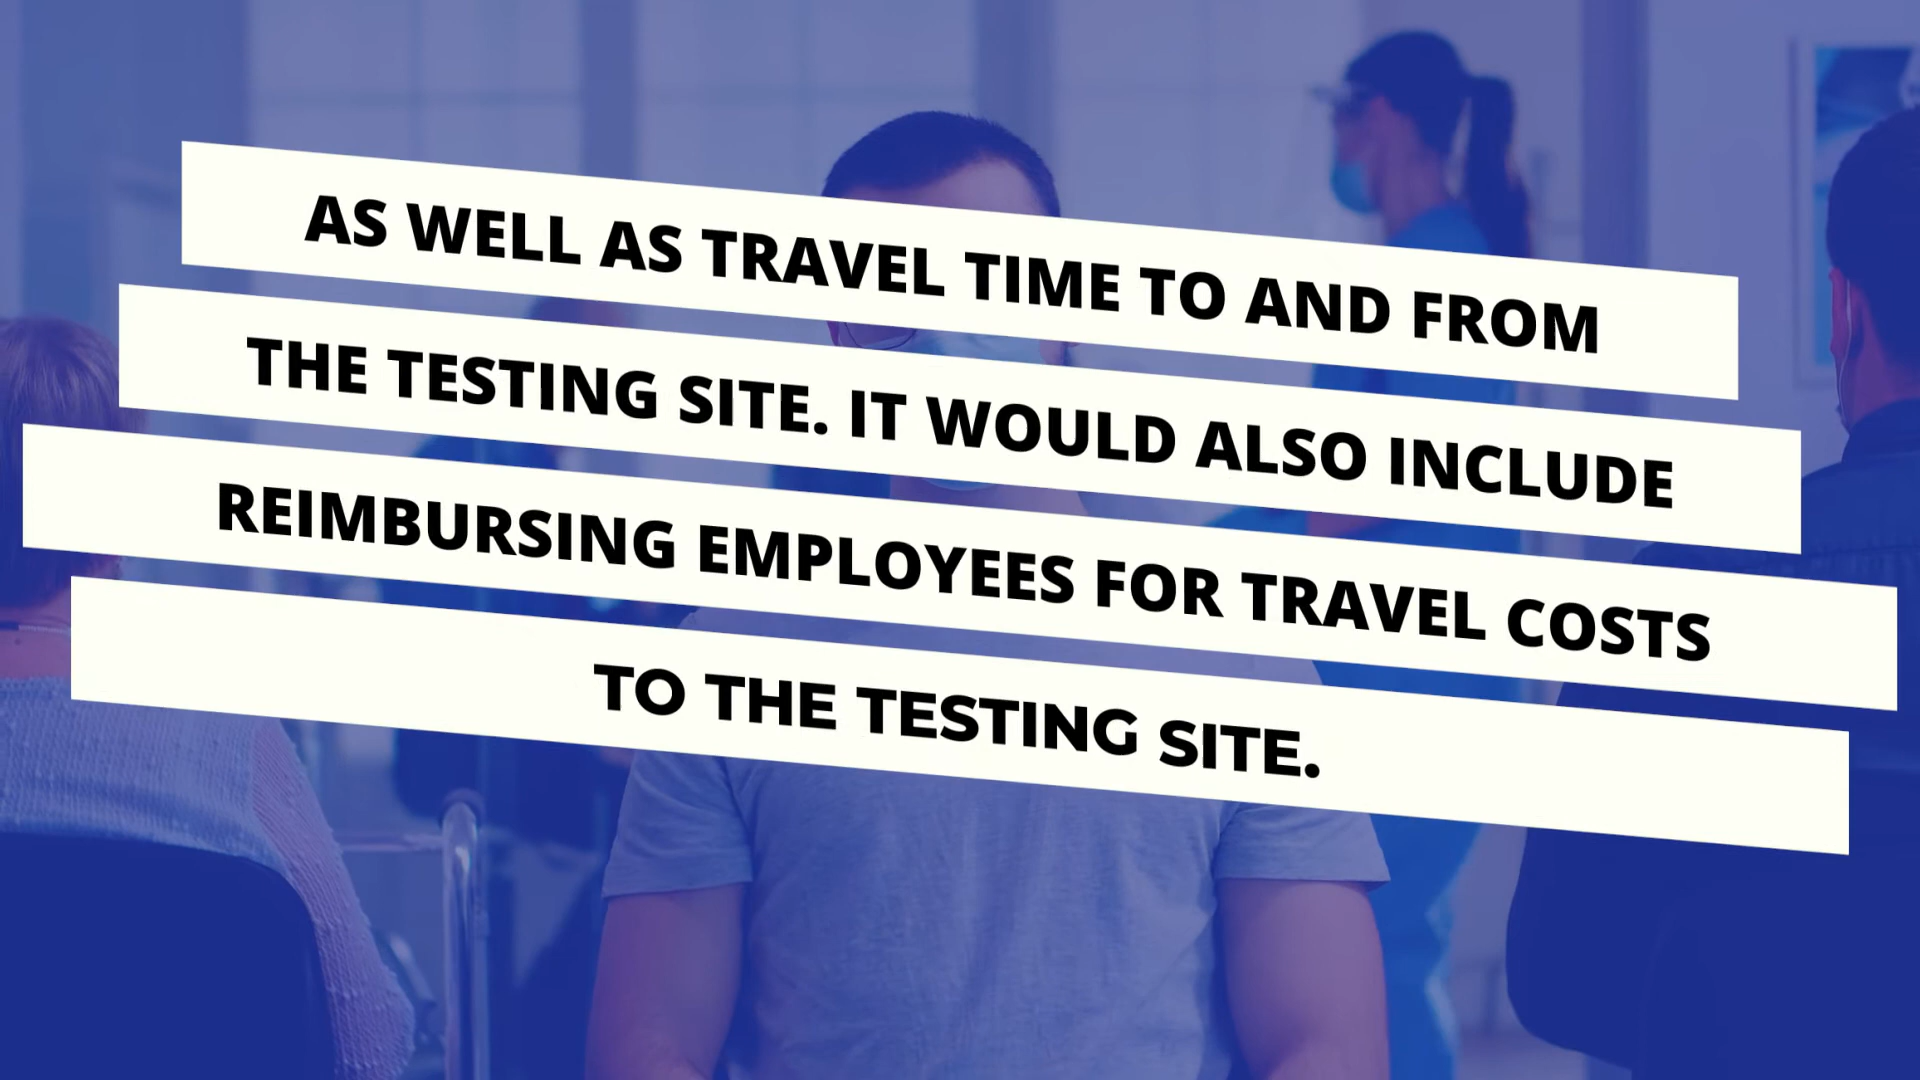 AS WELL AS TRAVEL TIME TO AND FROM
THE TESTING SITE. IT WOULD ALSO INCLUDE
REIMBURSING EMPLOYEES FOR TRAVEL COSTS
TO THE TESTING SITE.